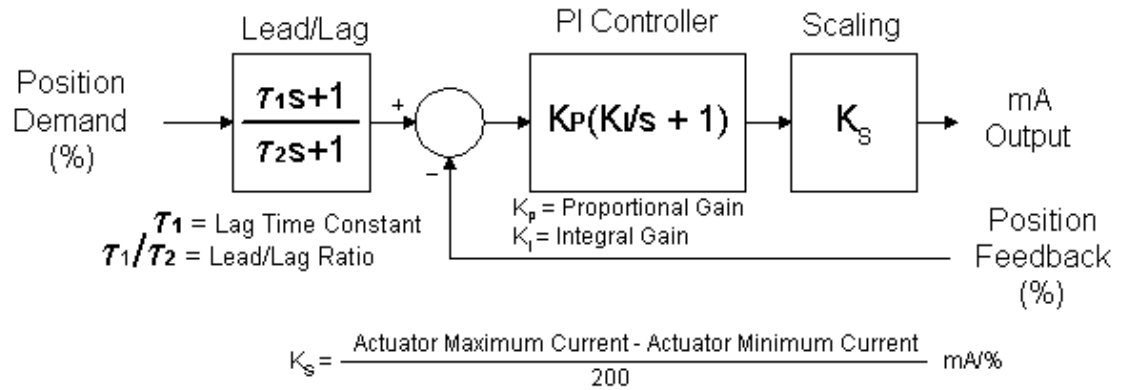 Lead/Lag
PI Controller
Scaling
Position
Demand
(%)
τ1s+1
τ2s+1
+
−
KP(KI/s + 1)
KS
mA
Output
τ1 = Lag Time Constant
τ1/τ2 = Lead/Lag Ratio
Kp = Proportional Gain
KI = Integral Gain
Position
Feedback
(%)
KS = Actuator Maximum Current - Actuator Minimum Current mA/%
200